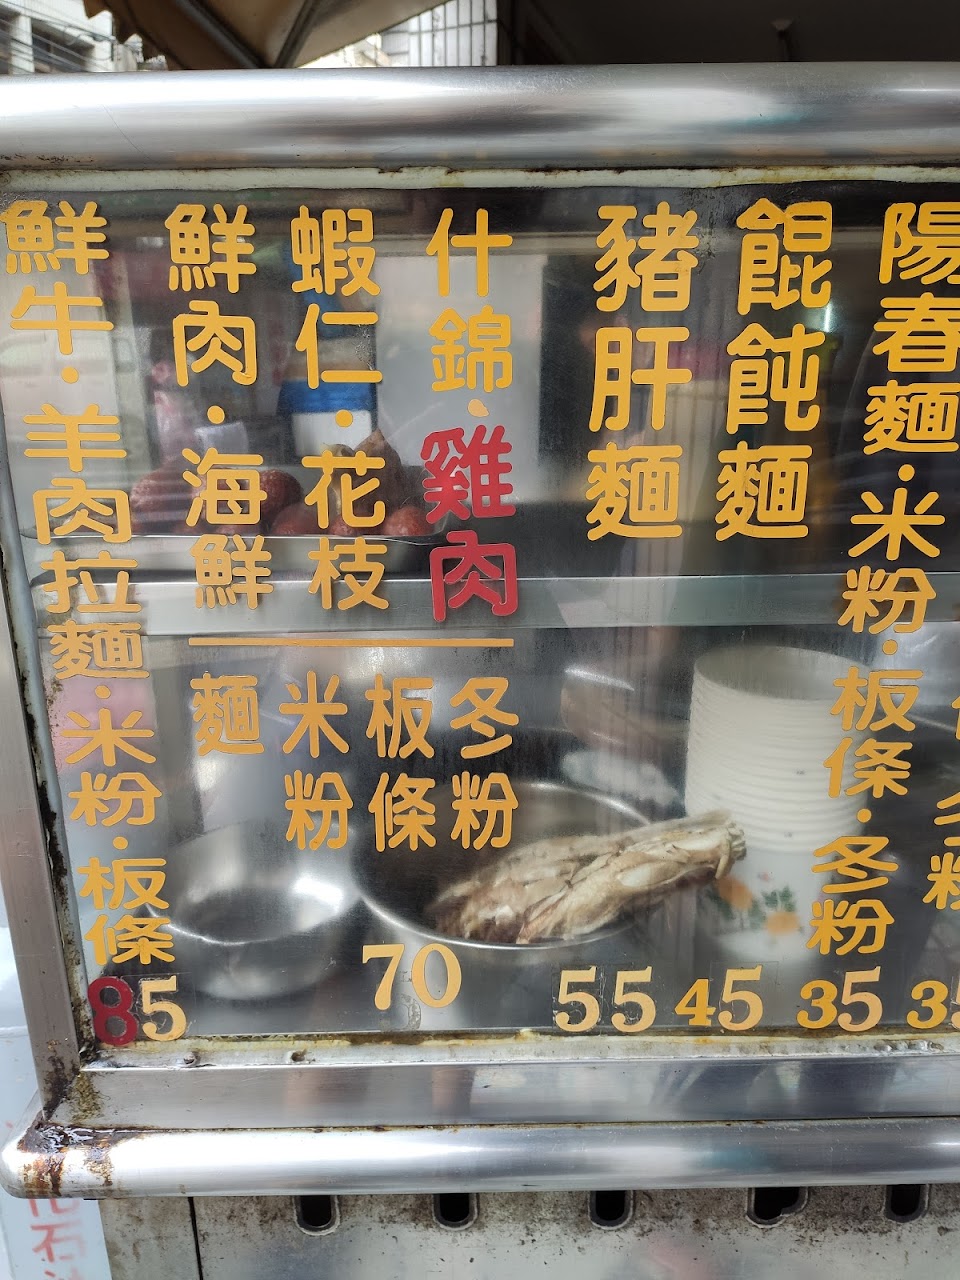 陽春麵·米粉·板條·冬粉
35
餛飩麵
45
豬肝麵
55
什錦·雞肉
蝦仁·花枝
鮮肉·海鮮
冬粉
板條
米粉
麵
70
鮮牛·羊肉拉麵·米粉·板條
85